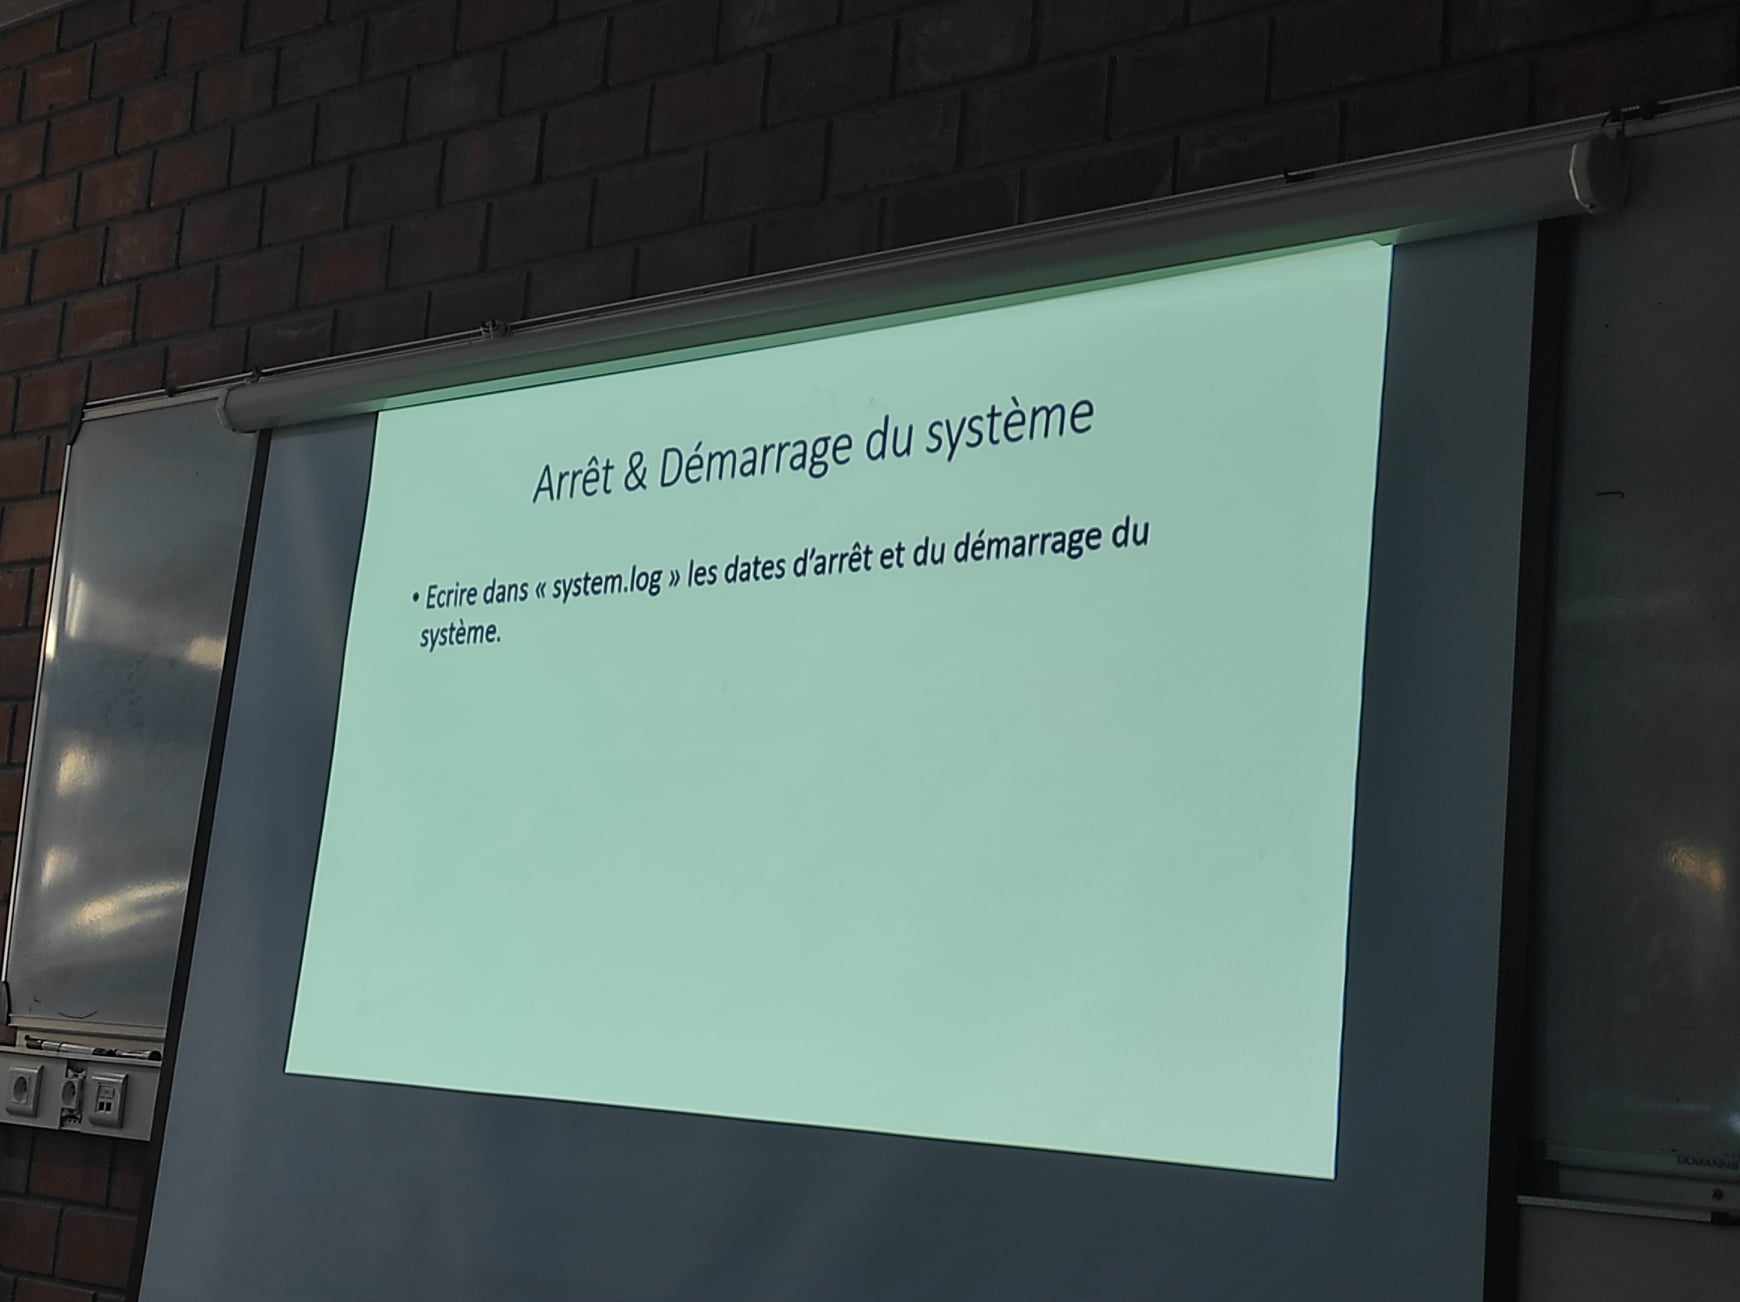 Arrêt & Démarrage du système
• Ecrire dans « system.log » les dates d'arrêt et du démarrage du
système.